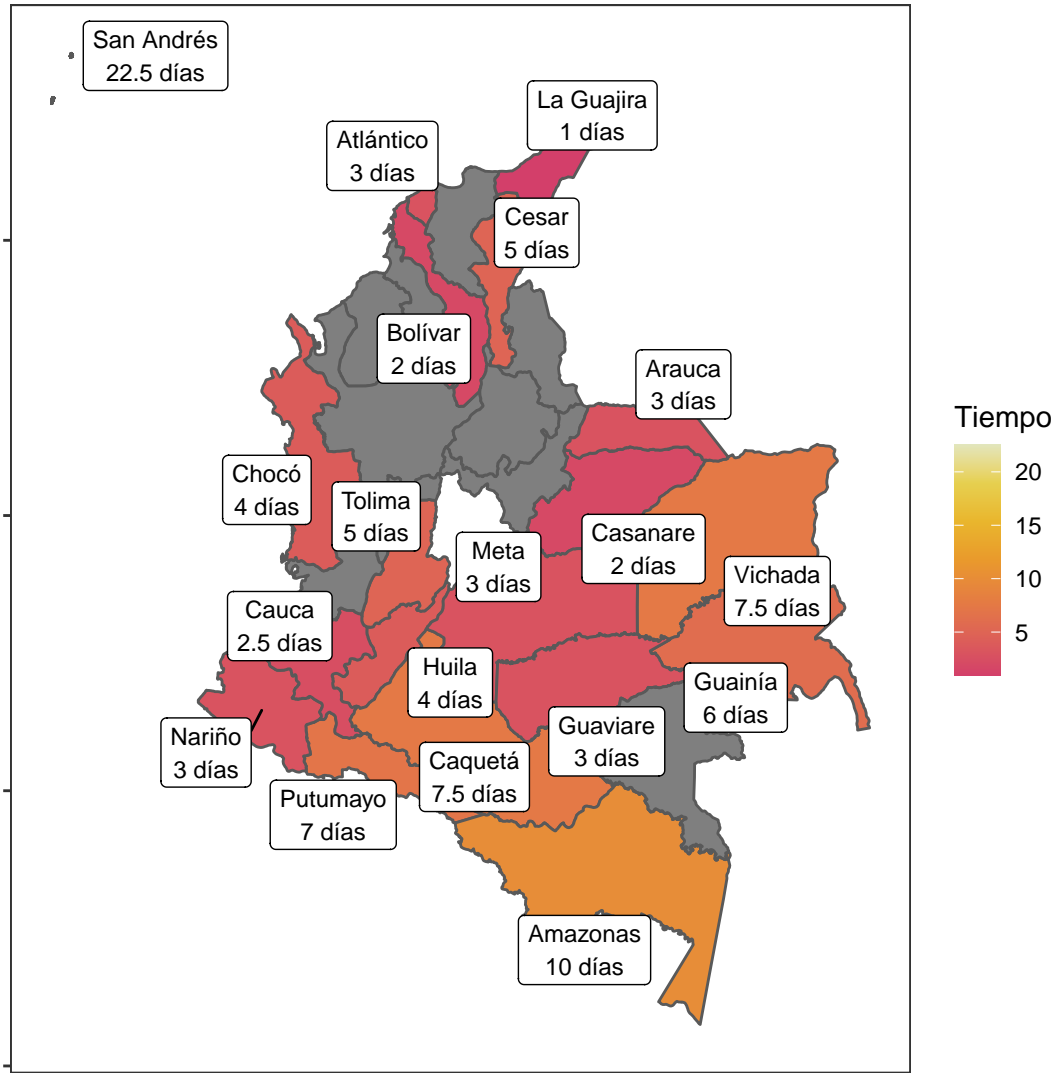 San Andrés
22.5 días
La Guajira
1 días
Atlántico
3 días
Cesar
5 días
Bolívar
2 días
Arauca
3 días
Tiempo
20
15
10
5
Chocó
4 días
Tolima
5 días
Meta
3 días
Casanare
2 días
Vichada
7.5 días
Cauca
2.5 días
Huila
4 días
Guainía
6 días
Nariño
3 días
Guaviare
3 días
Caquetá
7.5 días
Putumayo
7 días
Amazonas
10 días